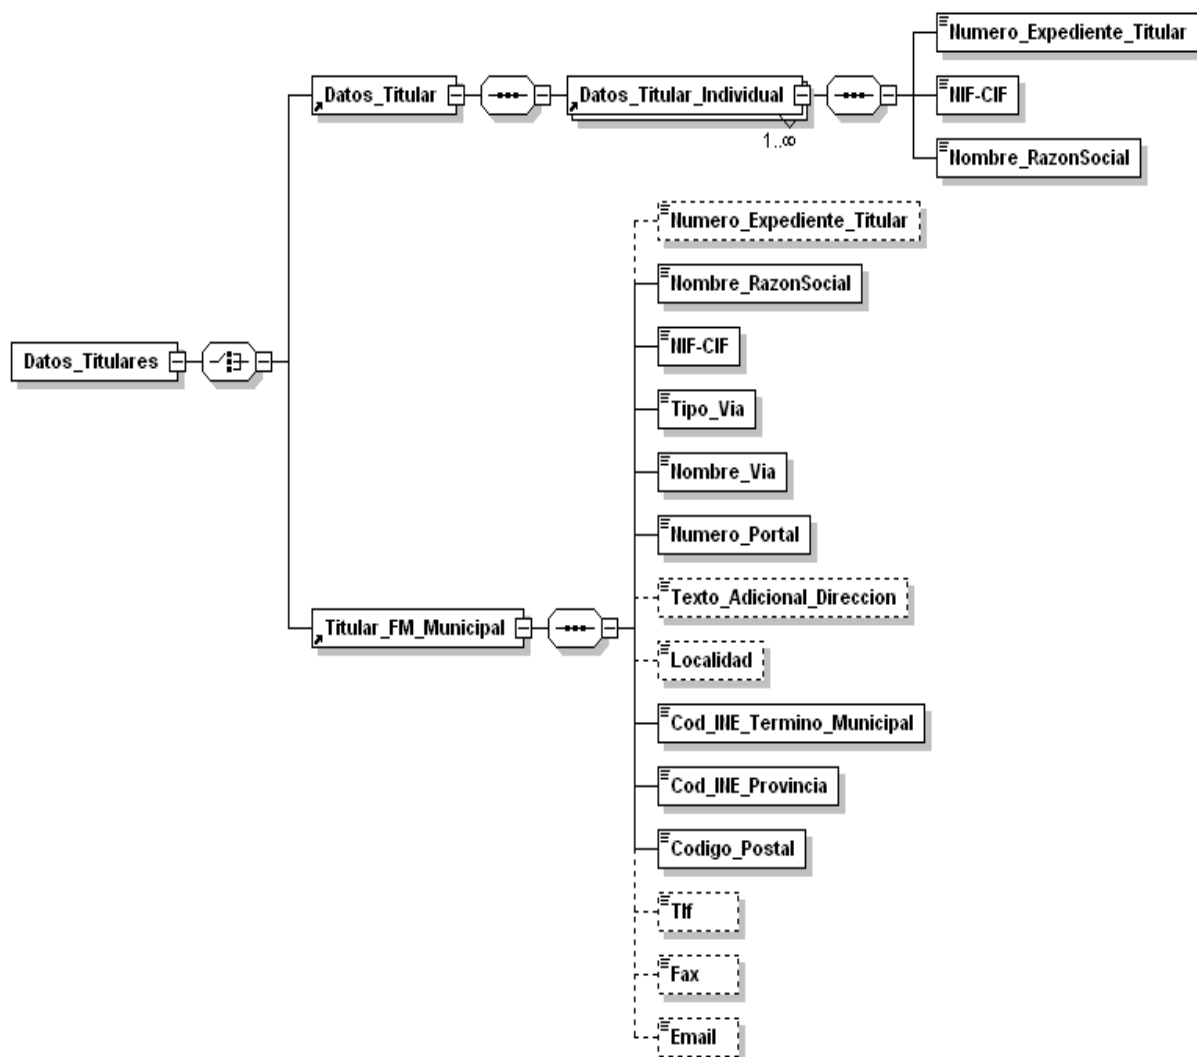 Numero_Expediente_Titular
Datos_Titular
Datos_Titular_Individual
NIF-CIF
1..∞
Nombre_RazonSocial
Numero_Expediente_Titular
Nombre_RazonSocial
NIF-CIF
Datos_Titulares
Tipo_Via
Nombre_Via
Numero_Portal
Texto_Adicional_Direccion
Titular_FM_Municipal
Localidad
Cod_INE_Termino_Municipal
Cod_INE_Provincia
Codigo_Postal
Tlf
Fax
Email